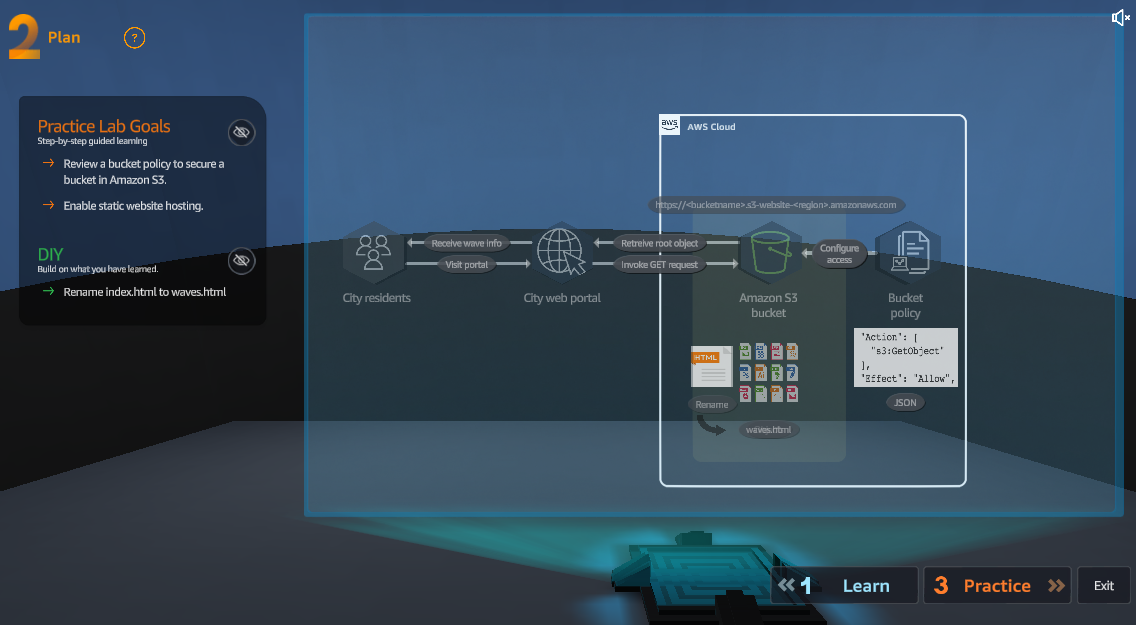 2 Plan
?
Practice Lab Goals
Step-by-step guided learning
Review a bucket policy to secure a
bucket in Amazon S3.
Enable static website hosting.
DIY
Build on what you have learned.
Rename index.html to waves.html
aws
AWS Cloud
https://<bucketname>.s3-website-<region>.amazonaws.com
Receive wave info
Visit portal
Retreive root object
Invoke GET request
Configure
access
City residents
City web portal
Amazon S3
bucket
Bucket
policy
HTML
Rename
waves.html
"Action": [
"s3:GetObject"
],
"Effect": "Allow",
JSON
1 Learn
3 Practice
Exit